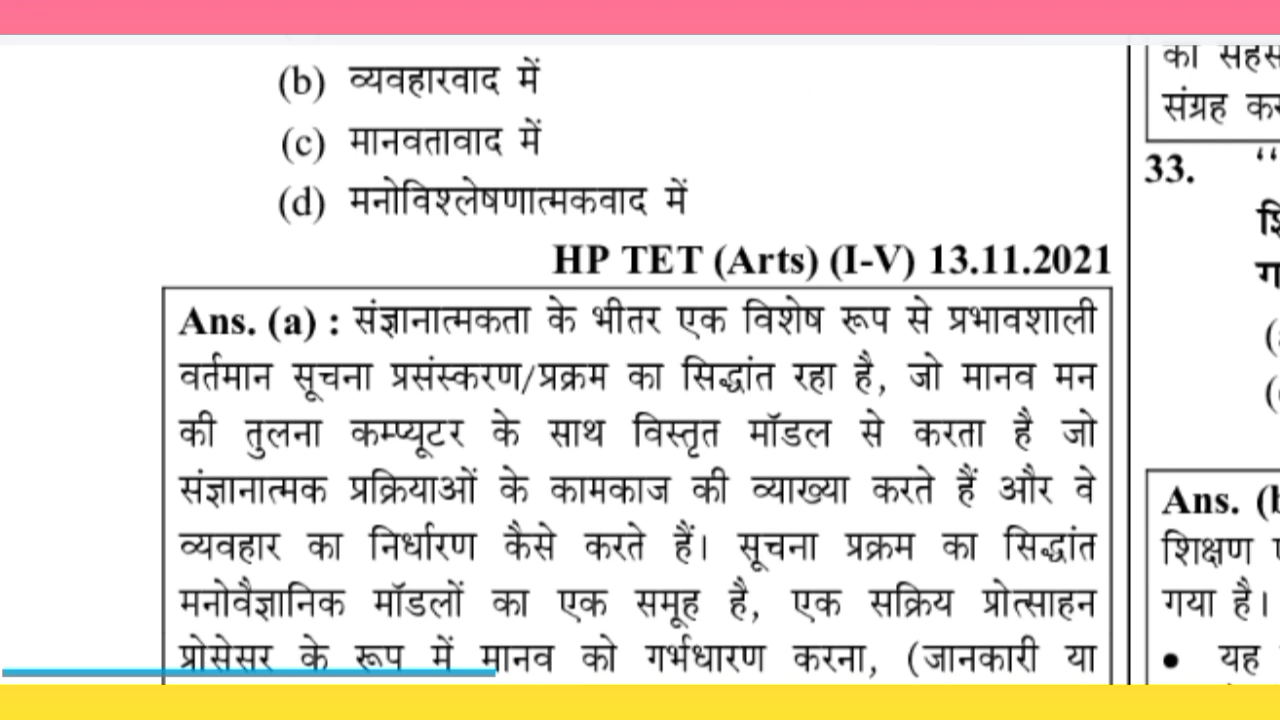 (b) व्यवहारवाद में
(c) मानवतावाद में
(d) मनोविश्लेषणात्मकवाद में
HP TET (Arts) (I-V) 13.11.2021
Ans. (a) : संज्ञानात्मकता के भीतर एक विशेष रूप से प्रभावशाली
वर्तमान सूचना प्रसंस्करण/प्रक्रम का सिद्धांत रहा है, जो मानव मन
की तुलना कम्प्यूटर के साथ विस्तृत मॉडल से करता है जो
संज्ञानात्मक प्रक्रियाओं के कामकाज की व्याख्या करते हैं और वे
व्यवहार का निर्धारण कैसे करते हैं। सूचना प्रक्रम का सिद्धांत
मनोवैज्ञानिक मॉडलों का एक समूह है, एक सक्रिय प्रोत्साहन
प्रोसेसर के रूप में मानव को गर्भधारण करना, (जानकारी या
संग्रह
33. “
Ans.
शिक्षण
गया है।
• यह